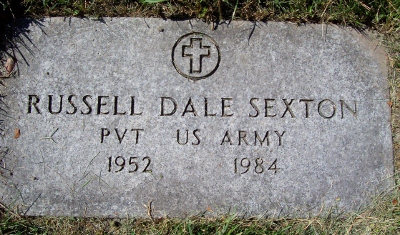 RUSSELL DALE SEXTON
PVT US ARMY
1952 1984